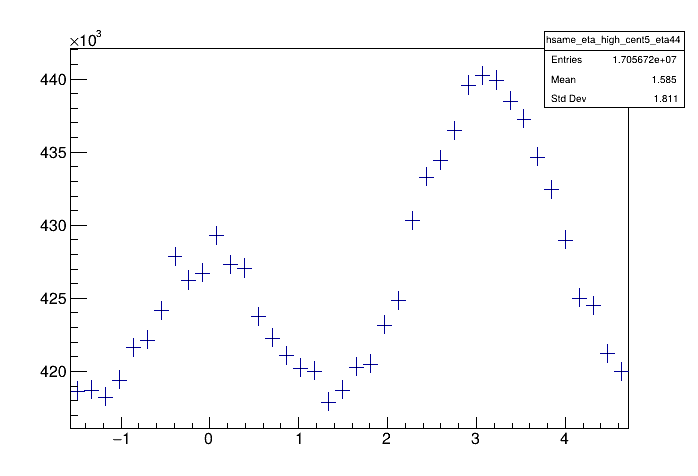 ×10³
hsame_eta_high_cent5_eta44
Entries 1.705672e+07
Mean 1.585
Std Dev 1.811
440
435
430
425
420
−1 0 1 2 3 4